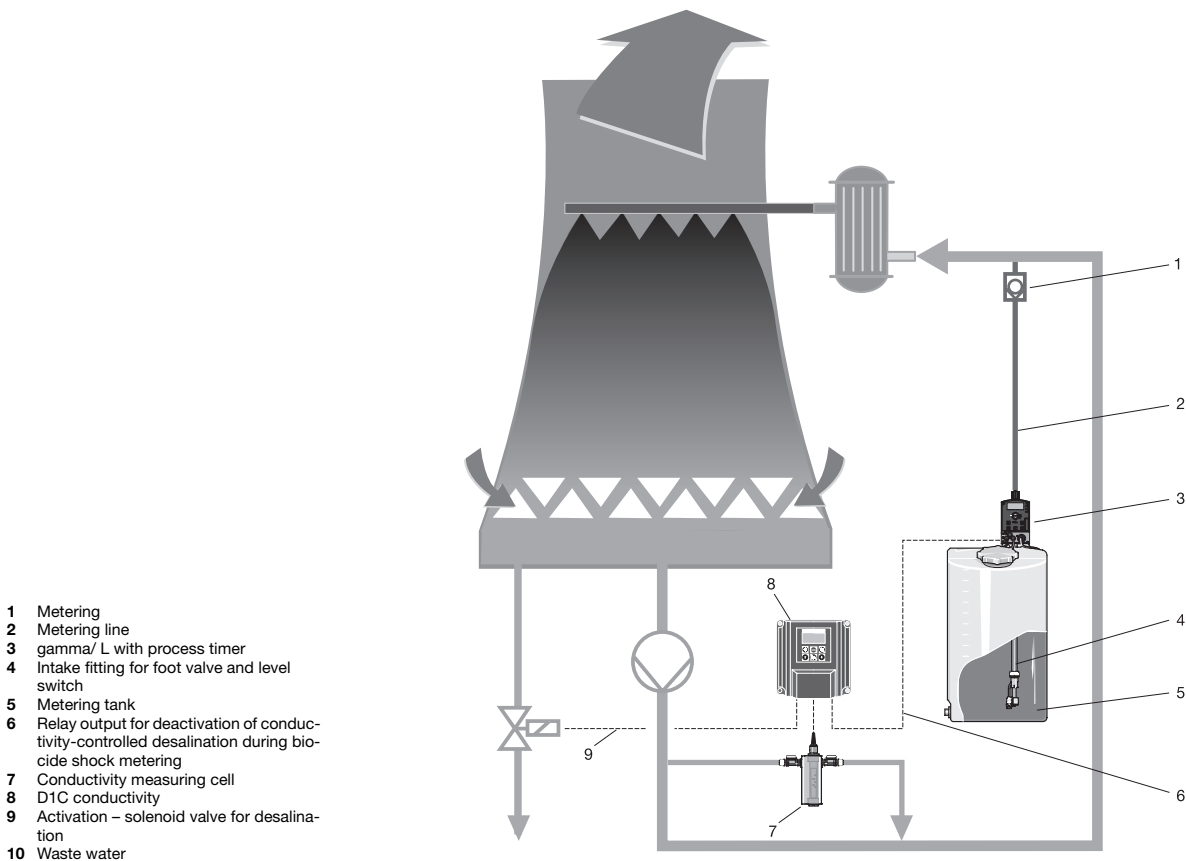 1
2
3
8
4
5
9
6
7
1 Metering
2 Metering line
3 gamma/ L with process timer
4 Intake fitting for foot valve and level
switch
5 Metering tank
6 Relay output for deactivation of conduc-
tivity-controlled desalination during bio-
cide shock metering
7 Conductivity measuring cell
8 D1C conductivity
9 Activation – solenoid valve for desalina-
tion
10 Waste water